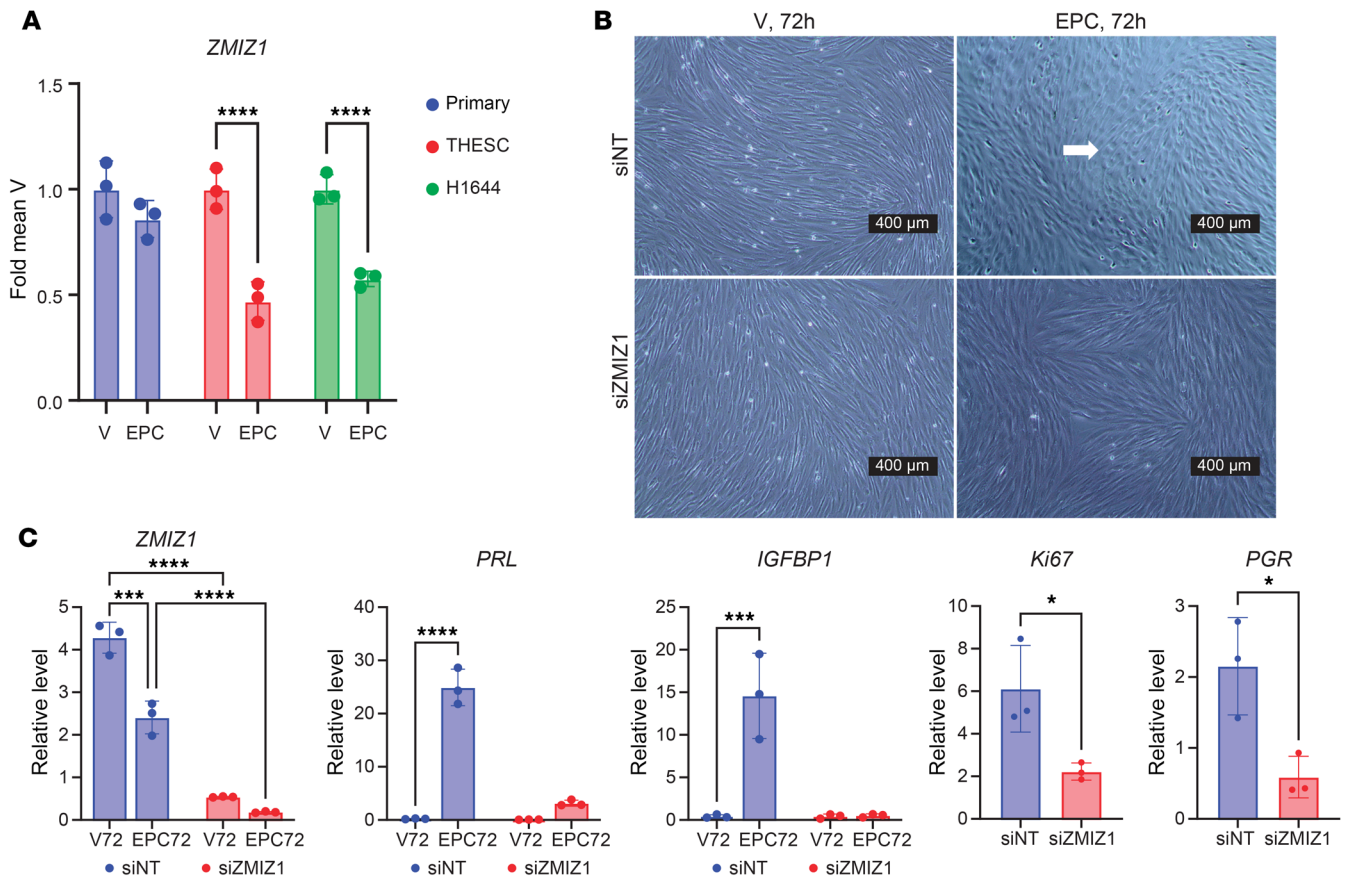 A
ZMIZ1
Fold mean V
1.5
1.0
0.5
0.0
****
****
V EPC V EPC V EPC
Primary
THESC
H1644
B
V, 72h EPC, 72h
siNT
400 µm 400 µm
siZMIZ1
400 µm 400 µm
C
ZMIZ1
****
*** ****
Relative level
5
4
3
2
1
0
V72 EPC72 V72 EPC72
siNT siZMIZ1
PRL
****
Relative level
40
30
20
10
0
V72 EPC72 V72 EPC72
siNT siZMIZ1
IGFBP1
***
Relative level
25
20
15
10
5
0
V72 EPC72 V72 EPC72
siNT siZMIZ1
Ki67
*
Relative level
10
8
6
4
2
0
siNT siZMIZ1
PGR
*
Relative level
3
2
1
0
siNT siZMIZ1